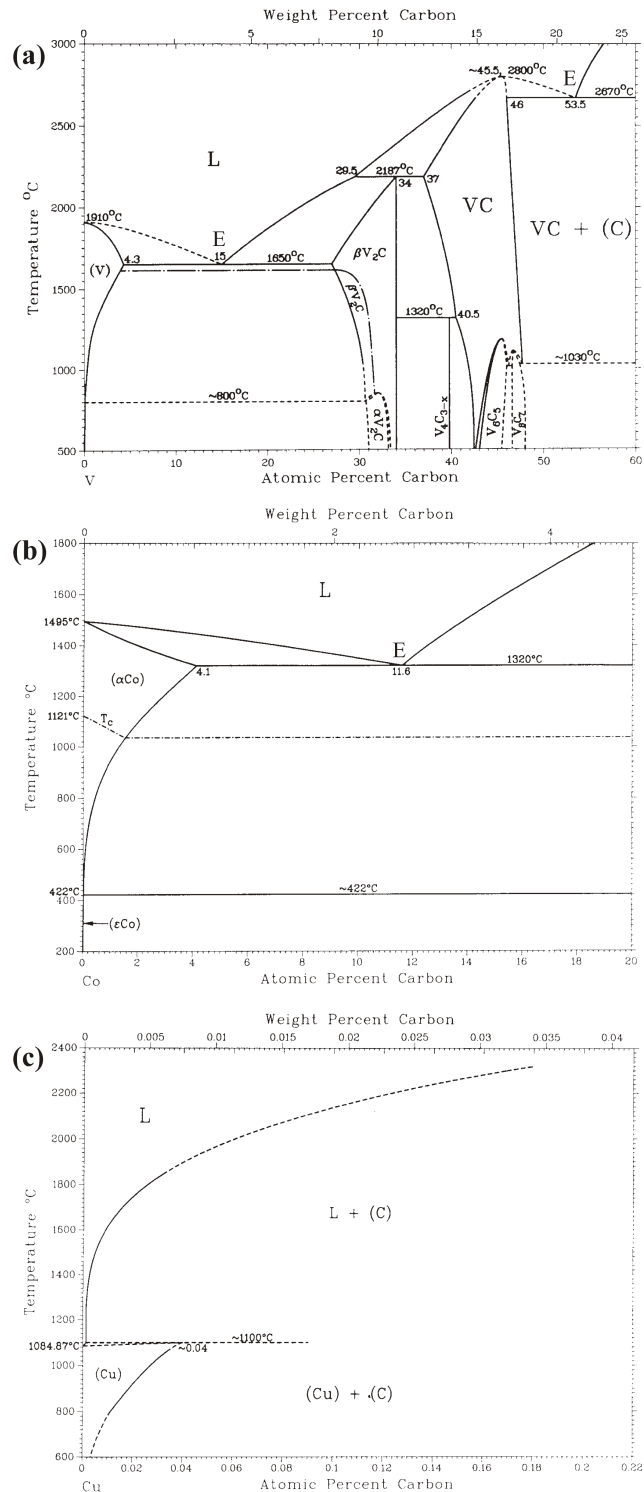 Weight Percent Carbon
0 5 10 15 20 25
(a)
3000
~45.5, 2800°C
E
2670°C
46
53.5
2500
L
29.5
2187°C
34
37
VC
VC + (C)
2000
1910°C
E
15
4.3
1650°C
βV₂C
(V)
βV₂C
1500
1320°C
40.5
~1030°C
1000
~800°C
αV₂C
V₄C₃₋ₓ
V₆C₅
V₈C₇
500
Temperature °C
0 10 20 30 40 50 60
V
Atomic Percent Carbon
Weight Percent Carbon
0 2 4
(b)
1800
L
1600
1495°C
1400
E
1320°C
4.1
11.6
(αCo)
1200
1121°C
T_C
1000
800
600
422°C
~422°C
400
(εCo)
200
Temperature °C
0 2 4 6 8 10 12 14 16 18 20
Co
Atomic Percent Carbon
Weight Percent Carbon
0 0.005 0.01 0.015 0.02 0.025 0.03 0.035 0.04
(c)
2400
2200
L
2000
1800
L + (C)
1600
1400
1200
~1100°C
1084.87°C
~0.04
1000
(Cu)
(Cu) + (C)
800
600
Temperature °C
0 0.02 0.04 0.06 0.08 0.1 0.12 0.14 0.16 0.18 0.2 0.22
Cu
Atomic Percent Carbon